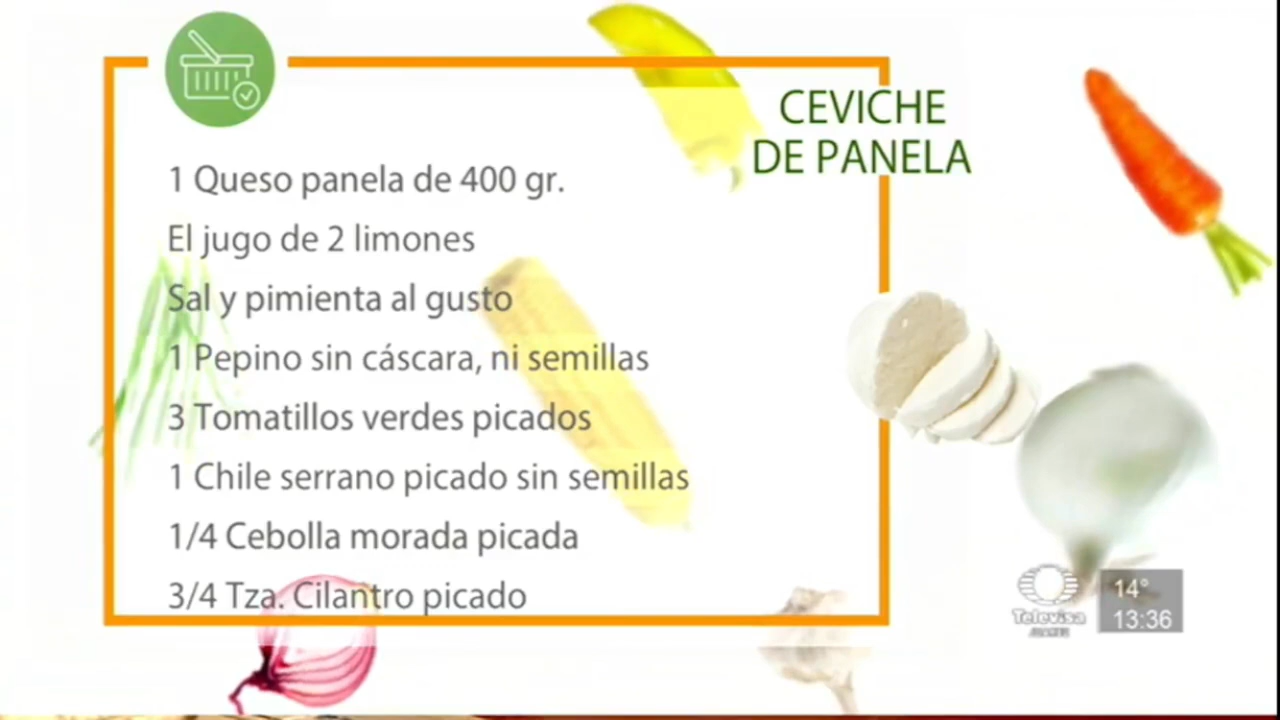 CEVICHE
DE PANELA
1 Queso panela de 400 gr.
El jugo de 2 limones
Sal y pimienta al gusto
1 Pepino sin cáscara, ni semillas
3 Tomatillos verdes picados
1 Chile serrano picado sin semillas
1/4 Cebolla morada picada
3/4 Tza. Cilantro picado
Televisa
14°
13:36